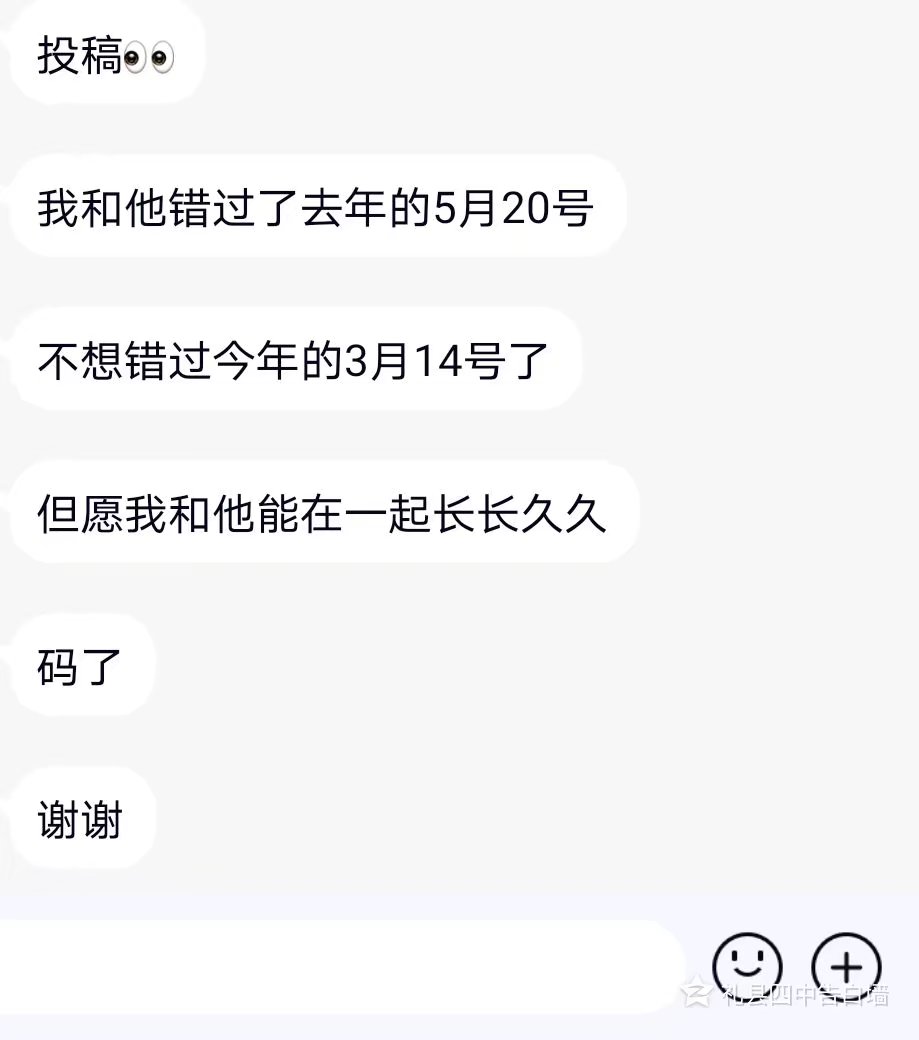 投稿👀
我和他错过了去年的5月20号
不想错过今年的3月14号了
但愿我和他能在一起长长久久
码了
谢谢
礼县四中告白墙